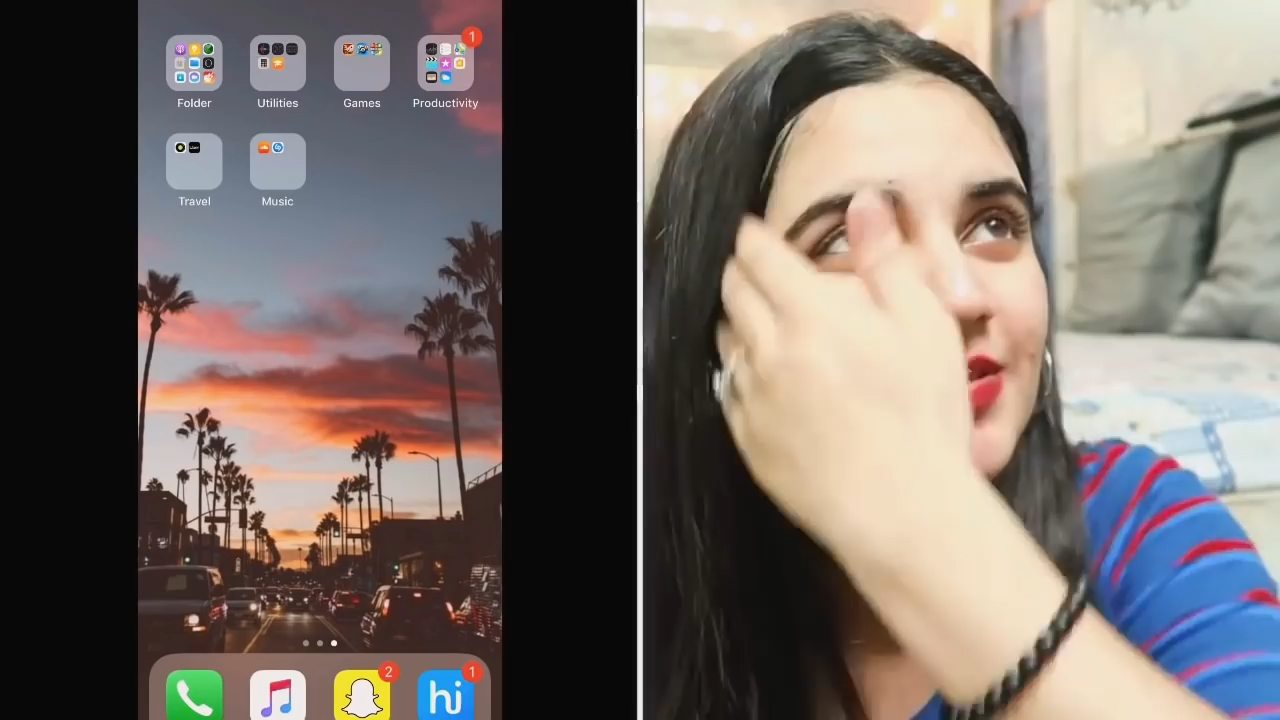 1
Folder
Utilities
Games
Productivity
Travel
Music
2
1
hi